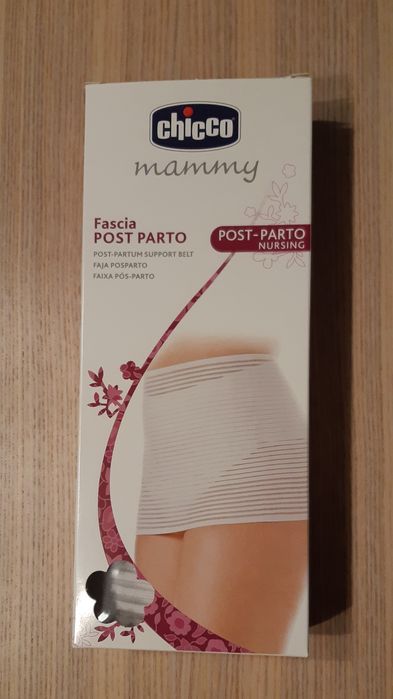 chicco
mammy
Fascia
POST PARTO
POST-PARTUM SUPPORT BELT
FAJA POSPARTO
FAIXA PÓS-PARTO
POST-PARTO
NURSING